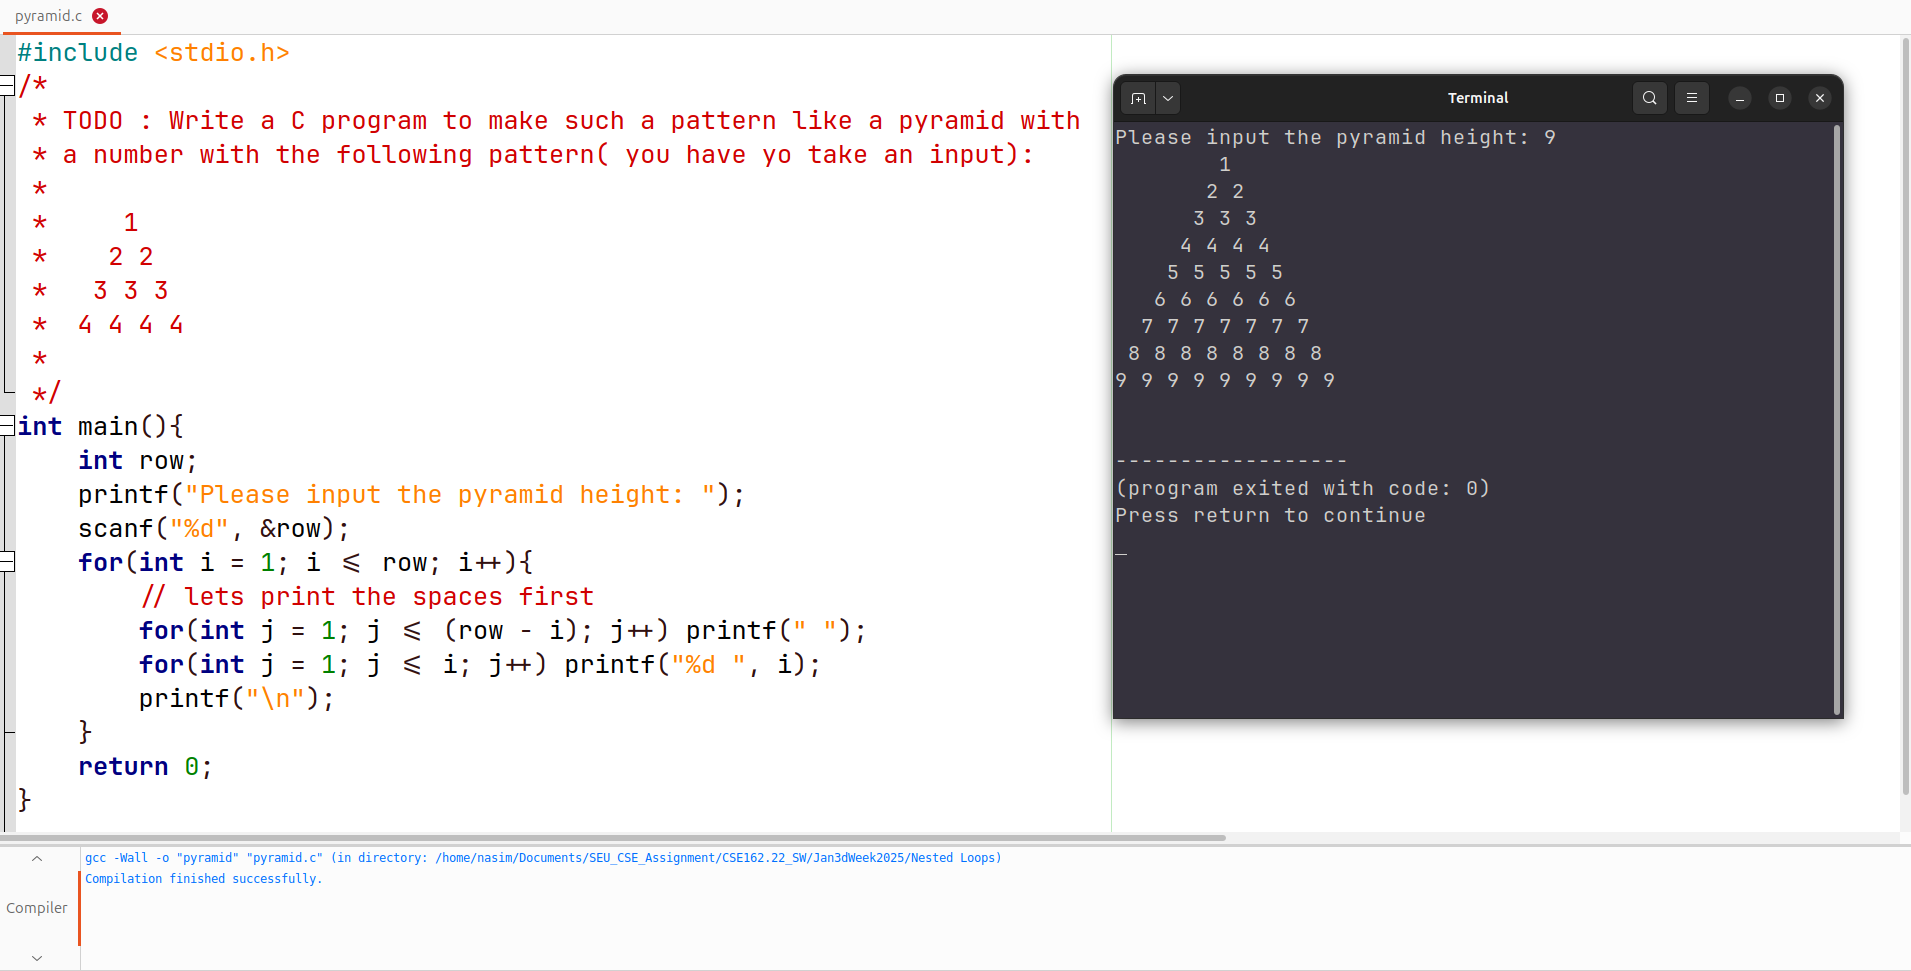 pyramid.c
#include <stdio.h>
/*
 * TODO : Write a C program to make such a pattern like a pyramid with
 * a number with the following pattern( you have yo take an input):
 *
 *     1
 *    2 2
 *   3 3 3
 *  4 4 4 4
 *
 */
int main(){
    int row;
    printf("Please input the pyramid height: ");
    scanf("%d", &row);
    for(int i = 1; i <= row; i++){
        // lets print the spaces first
        for(int j = 1; j <= (row - i); j++) printf(" ");
        for(int j = 1; j <= i; j++) printf("%d ", i);
        printf("\n");
    }
    return 0;
}
Terminal
Please input the pyramid height: 9
        1
       2 2
      3 3 3
     4 4 4 4
    5 5 5 5 5
   6 6 6 6 6 6
  7 7 7 7 7 7 7
 8 8 8 8 8 8 8 8
9 9 9 9 9 9 9 9 9
------------------
(program exited with code: 0)
Press return to continue
Compiler
gcc -Wall -o "pyramid" "pyramid.c" (in directory: /home/nasim/Documents/SEU_CSE_Assignment/CSE162.22_SW/Jan3dWeek2025/Nested Loops)
Compilation finished successfully.